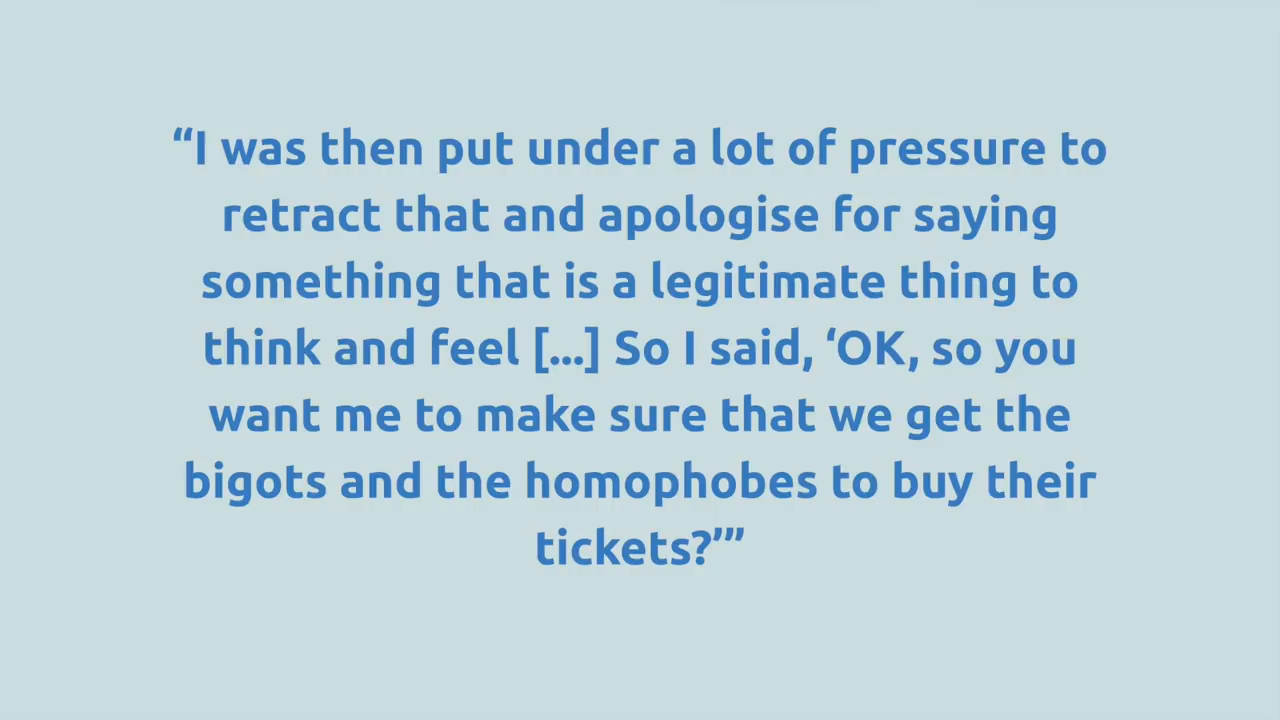 “I was then put under a lot of pressure to
retract that and apologise for saying
something that is a legitimate thing to
think and feel [...] So I said, ‘OK, so you
want me to make sure that we get the
bigots and the homophobes to buy their
tickets?’”